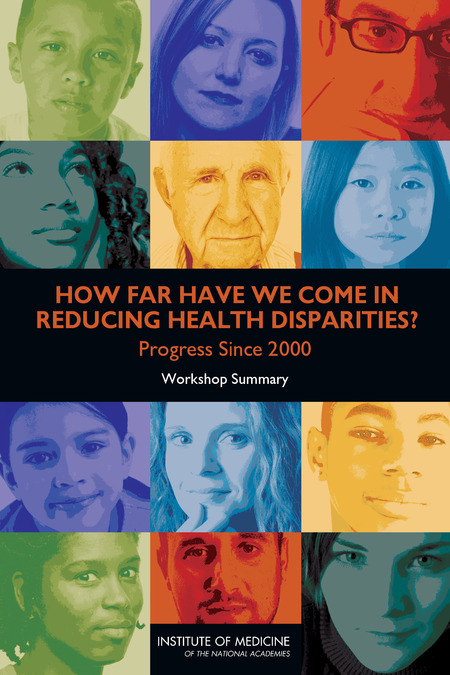 HOW FAR HAVE WE COME IN
REDUCING HEALTH DISPARITIES?
Progress Since 2000
Workshop Summary
INSTITUTE OF MEDICINE
OF THE NATIONAL ACADEMIES